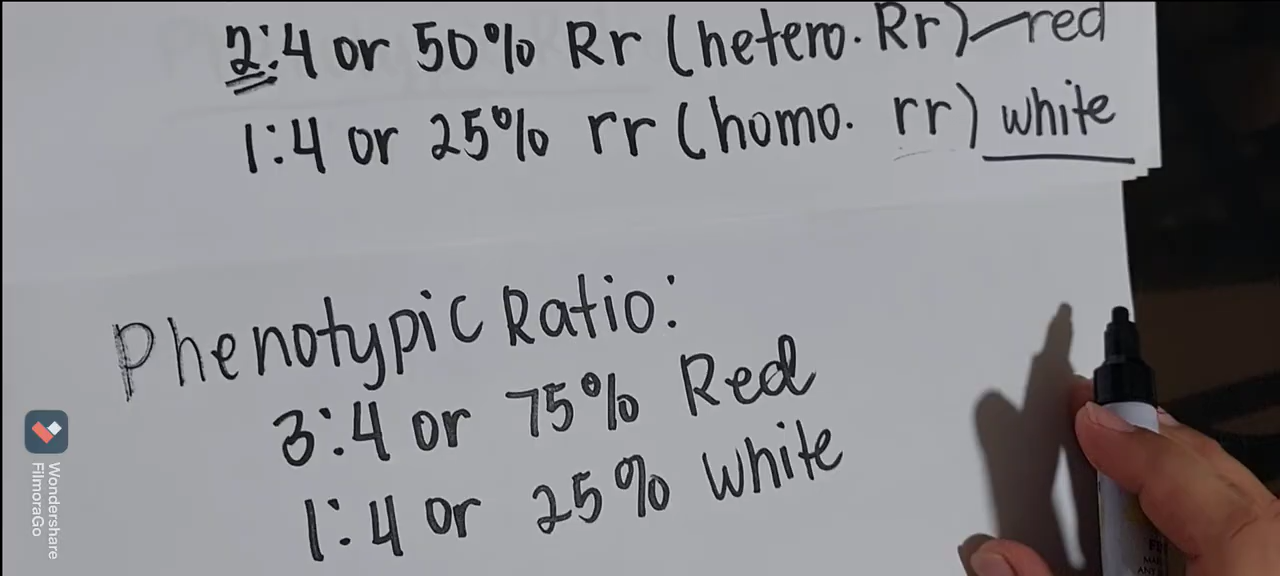 2:4 or 50% Rr (hetero. Rr) — red
1:4 or 25% rr (homo. rr) white
Phenotypic Ratio:
3:4 or 75% Red
1:4 or 25% white
Wondershare
FilmoraGo